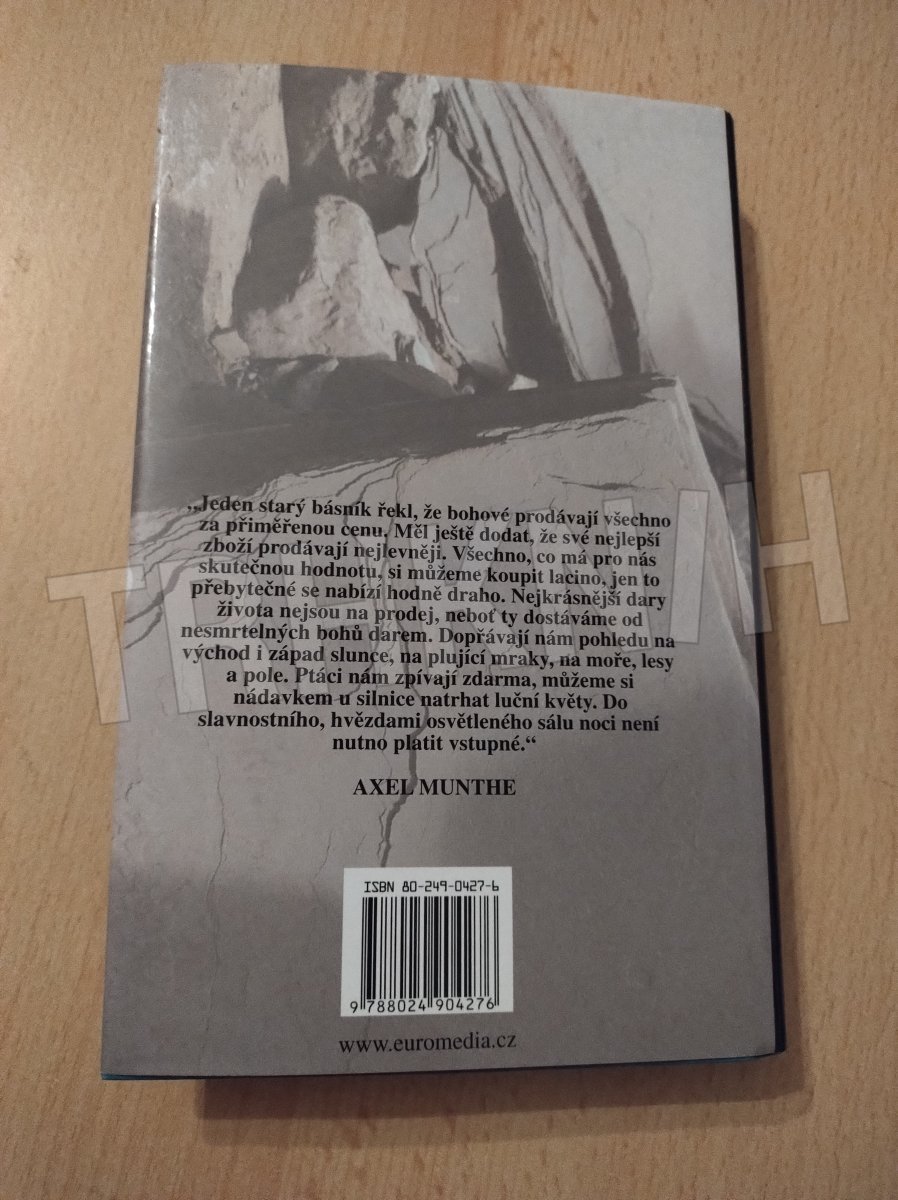 „Jeden starý básník řekl, že bohové prodávají všechno
za přiměřenou cenu. Měl ještě dodat, že své nejlepší
zboží prodávají nejlevněji. Všechno, co má pro nás
skutečnou hodnotu, si můžeme koupit lacino, jen to
přebytečné se nabízí hodně draho. Nejkrásnější dary
života nejsou na prodej, neboť ty dostáváme od
nesmrtelných bohů darem. Dopřávají nám pohledu na
východ i západ slunce, na plující mraky, na moře, lesy
a pole. Ptáci nám zpívají zdarma, můžeme si
nádavkem u silnice natrhat luční květy. Do
slavnostního, hvězdami osvětleného sálu noci není
nutno platit vstupné.“
AXEL MUNTHE
ISBN 80-249-0427-6
9 788024 904276
www.euromedia.cz